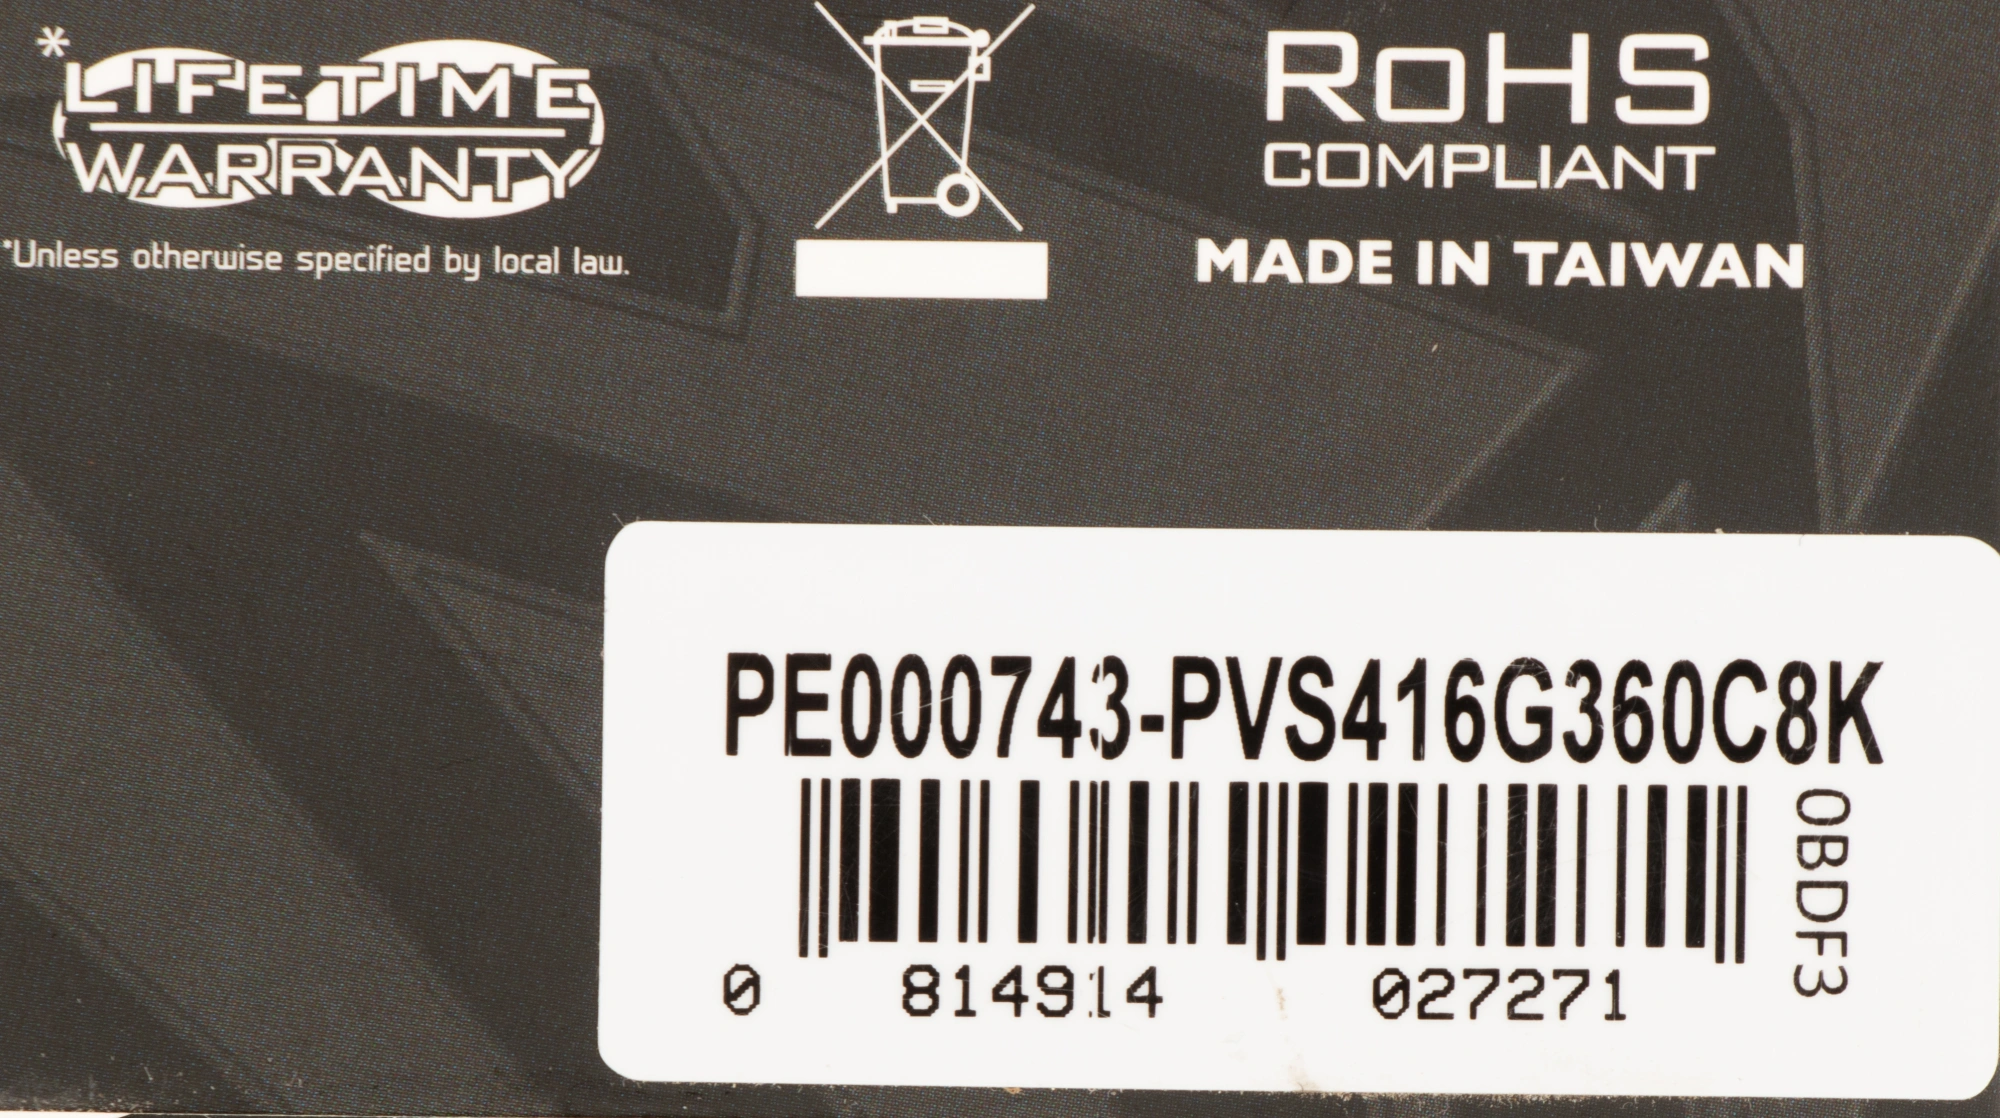 *LIFETIME
WARRANTY
*Unless otherwise specified by local law.
RoHS
COMPLIANT
MADE IN TAIWAN
PE000743-PVS416G360C8K
0BDF3
0 814914 027271